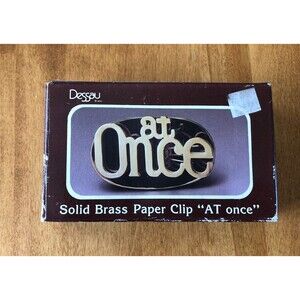 Dessau
at
Once
Solid Brass Paper Clip "AT once"